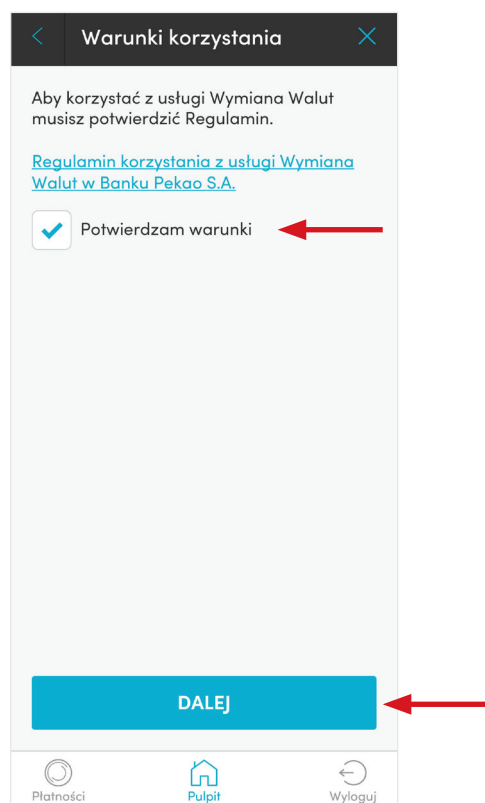 Warunki korzystania
Aby korzystać z usługi Wymiana Walut
musisz potwierdzić Regulamin.
Regulamin korzystania z usługi Wymiana
Walut w Banku Pekao S.A.
Potwierdzam warunki
DALEJ
Płatności
Pulpit
Wyloguj